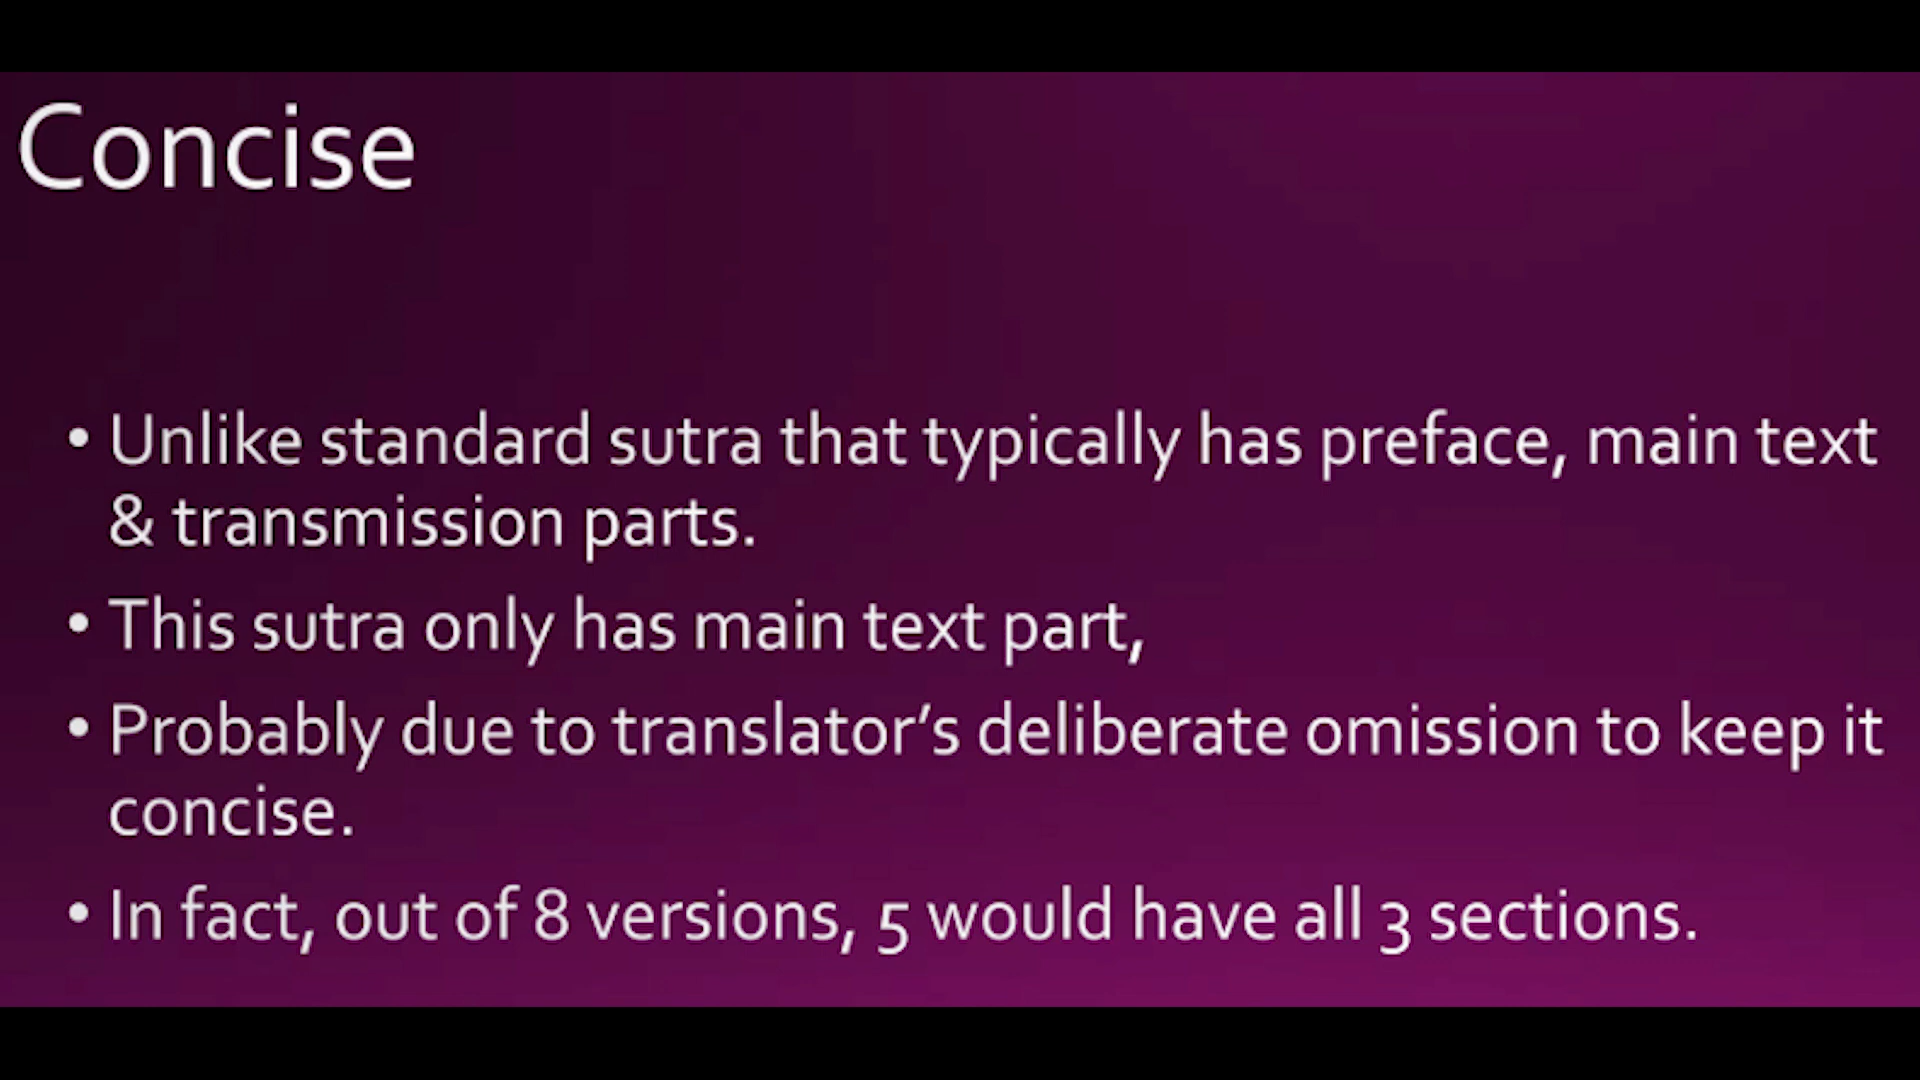 Concise
• Unlike standard sutra that typically has preface, main text
& transmission parts.
• This sutra only has main text part,
• Probably due to translator’s deliberate omission to keep it
concise.
• In fact, out of 8 versions, 5 would have all 3 sections.